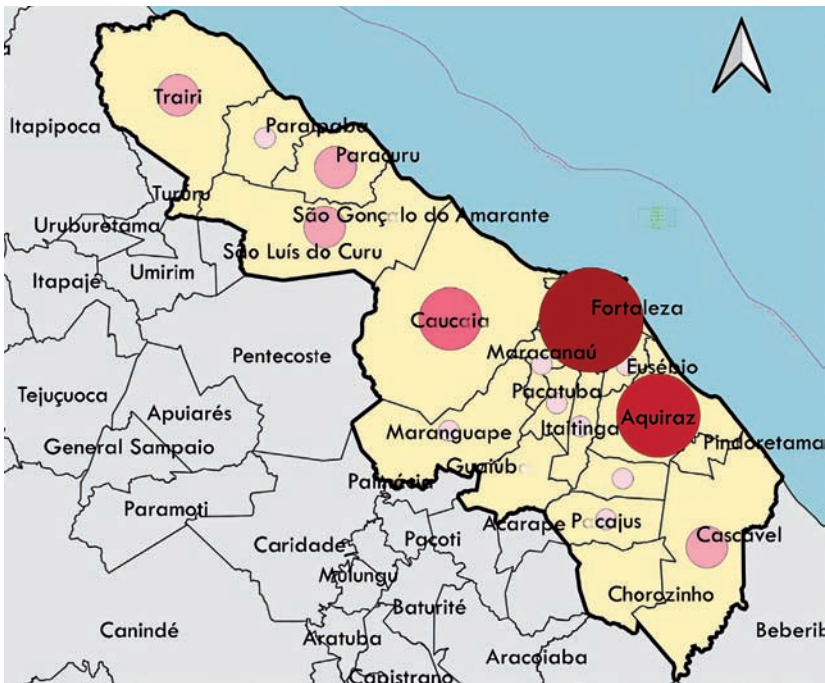 Trairi
Itapipoca
Paraipaba
Paracuru
Tururu
São Gonçalo do Amarante
Uruburetama
São Luís do Curu
Umirim
Itapajé
Fortaleza
Caucaia
Maracanaú
Pentecoste
Eusébio
Tejuçuoca
Pacatuba
Apuiarés
Aquiraz
Itaitinga
Maranguape
General Sampaio
Pindoretama
Guaiuba
Palmácia
Paramoti
Acarape
Pacajus
Cascavel
Caridade
Pacoti
Mulungu
Chorozinho
Baturité
Canindé
Beberib
Aratuba
Aracoiaba
Capistrano